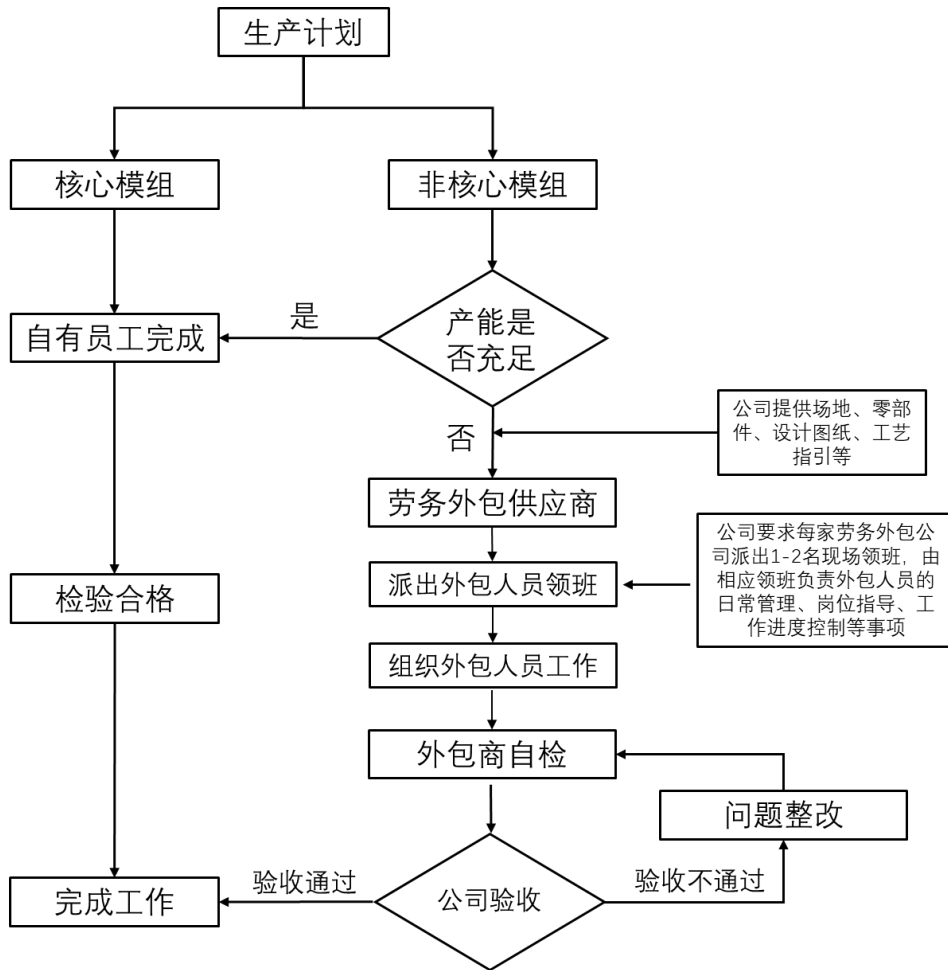 生产计划
核心模组
非核心模组
自有员工完成
是
产能是
否充足
否
公司提供场地、零部
件、设计图纸、工艺
指引等
劳务外包供应商
派出外包人员领班
公司要求每家劳务外包公
司派出1-2名现场领班，由
相应领班负责外包人员的
日常管理、岗位指导、工
作进度控制等事项
检验合格
组织外包人员工作
外包商自检
问题整改
完成工作
验收通过
公司验收
验收不通过